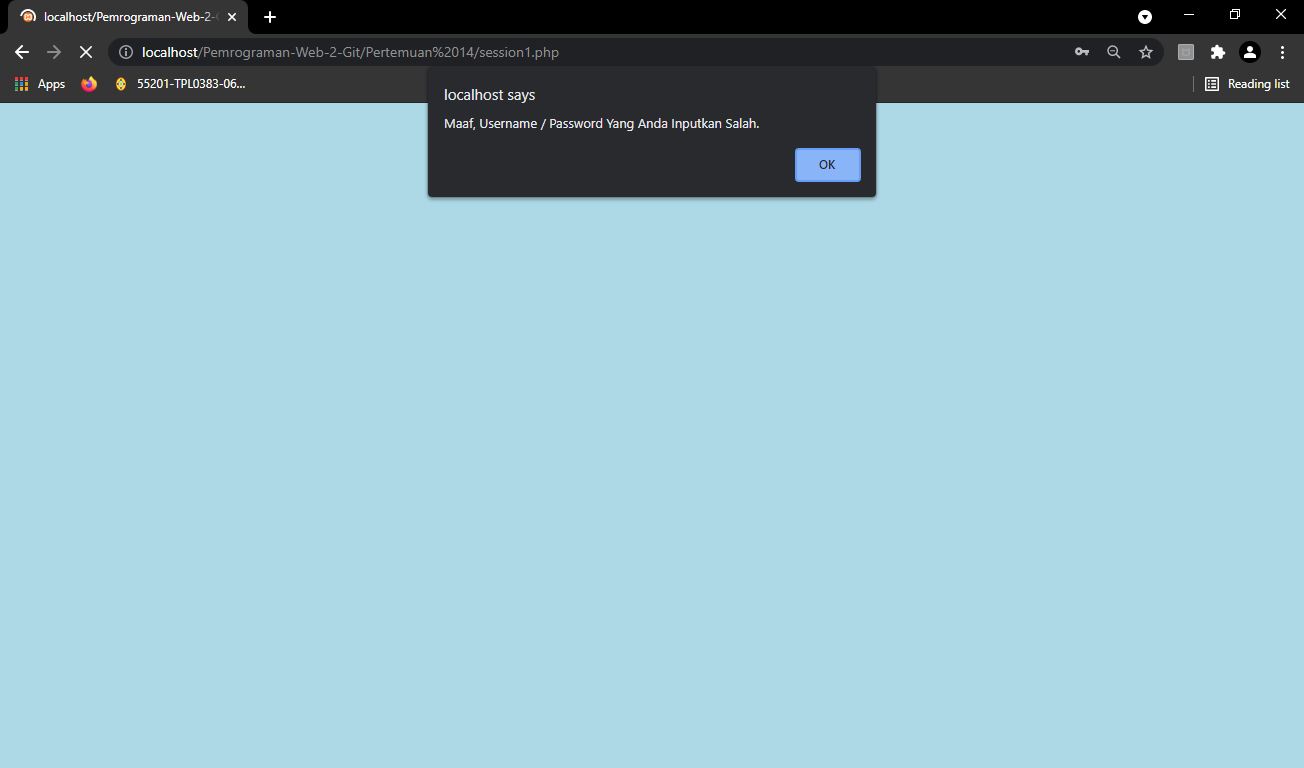 localhost/Pemrograman-Web-2-
localhost/Pemrograman-Web-2-Git/Pertemuan%2014/session1.php
Apps
55201-TPL0383-06...
Reading list
localhost says
Maaf, Username / Password Yang Anda Inputkan Salah.
OK